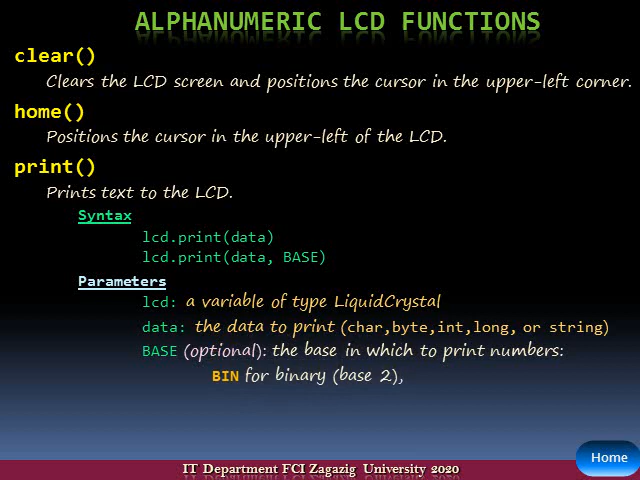 ALPHANUMERIC LCD FUNCTIONS
clear()
Clears the LCD screen and positions the cursor in the upper-left corner.
home()
Positions the cursor in the upper-left of the LCD.
print()
Prints text to the LCD.
Syntax
lcd.print(data)
lcd.print(data, BASE)
Parameters
lcd: a variable of type LiquidCrystal
data: the data to print (char,byte,int,long, or string)
BASE (optional): the base in which to print numbers:
BIN for binary (base 2),
Home
IT Department FCI Zagazig University 2020